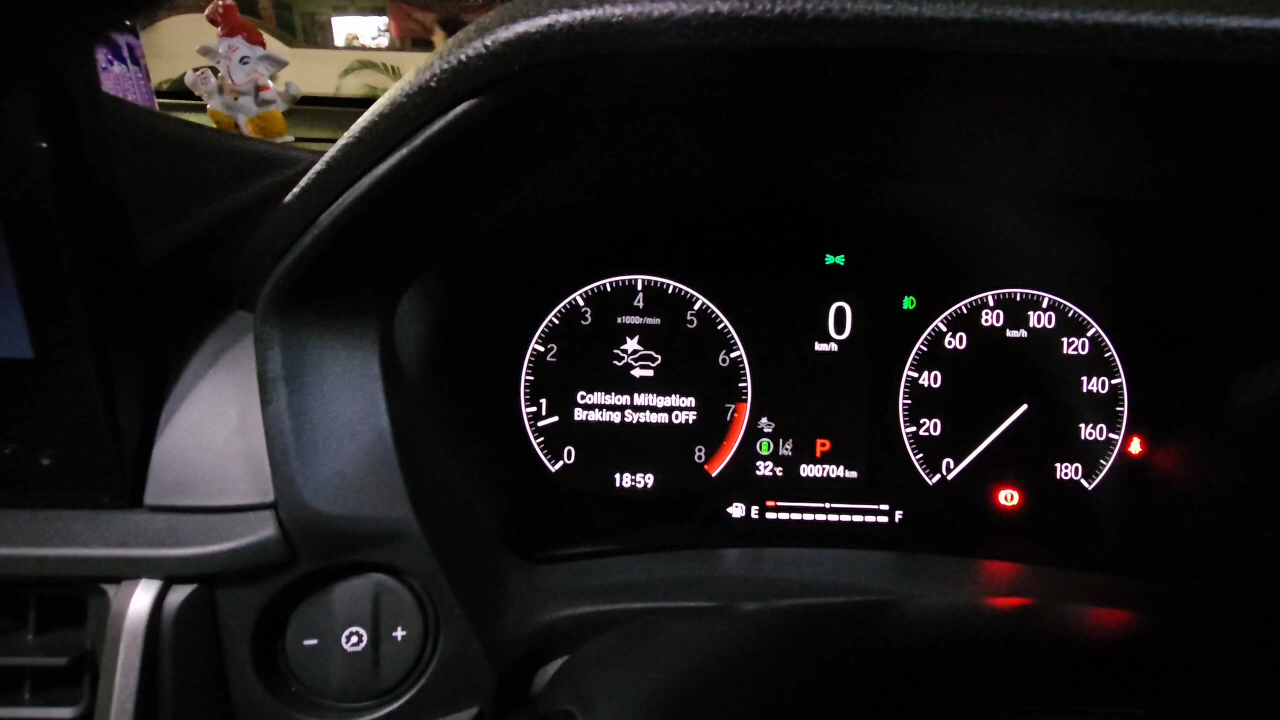 4
3
5
x1000r/min
2
6
Collision Mitigation
Braking System OFF
1
7
0
8
18:59
0
km/h
P
32°c
000704km
E
F
80
100
km/h
60
120
40
140
20
160
0
180
- +